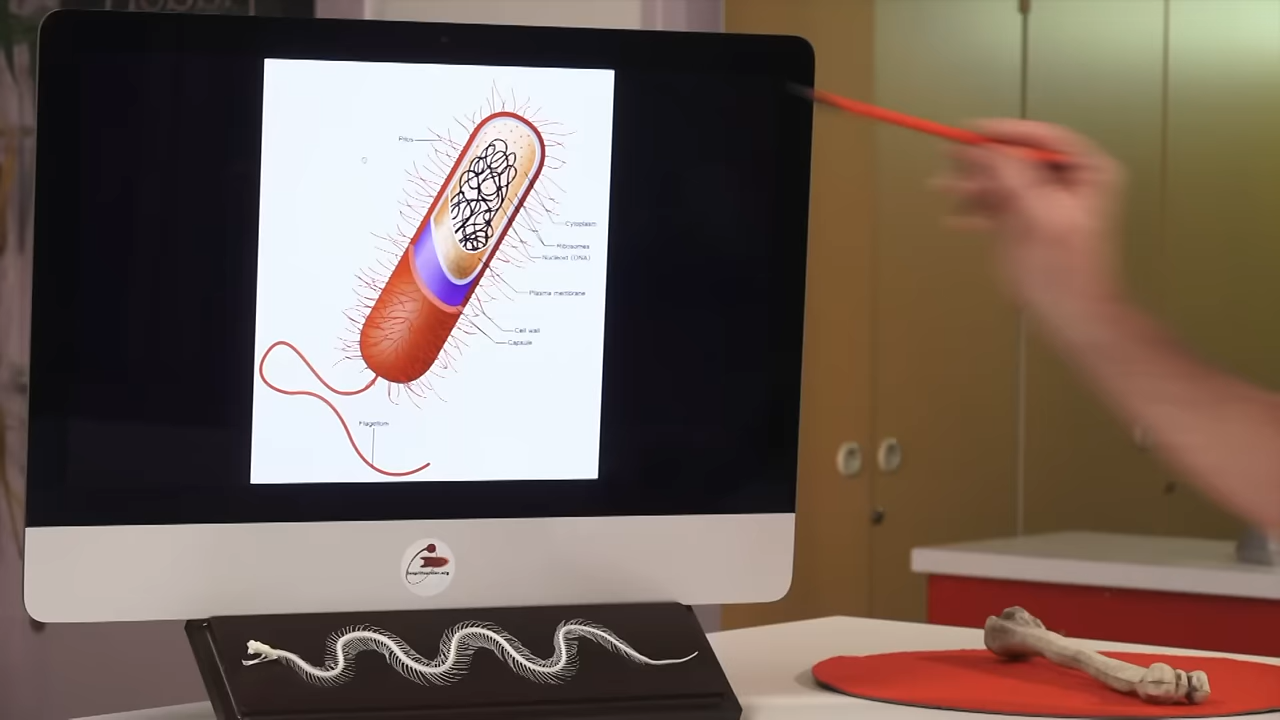 Pilus
Cytoplasm
Ribosomes
Nucleoid (DNA)
Plasma membrane
Cell wall
Capsule
Flagellum